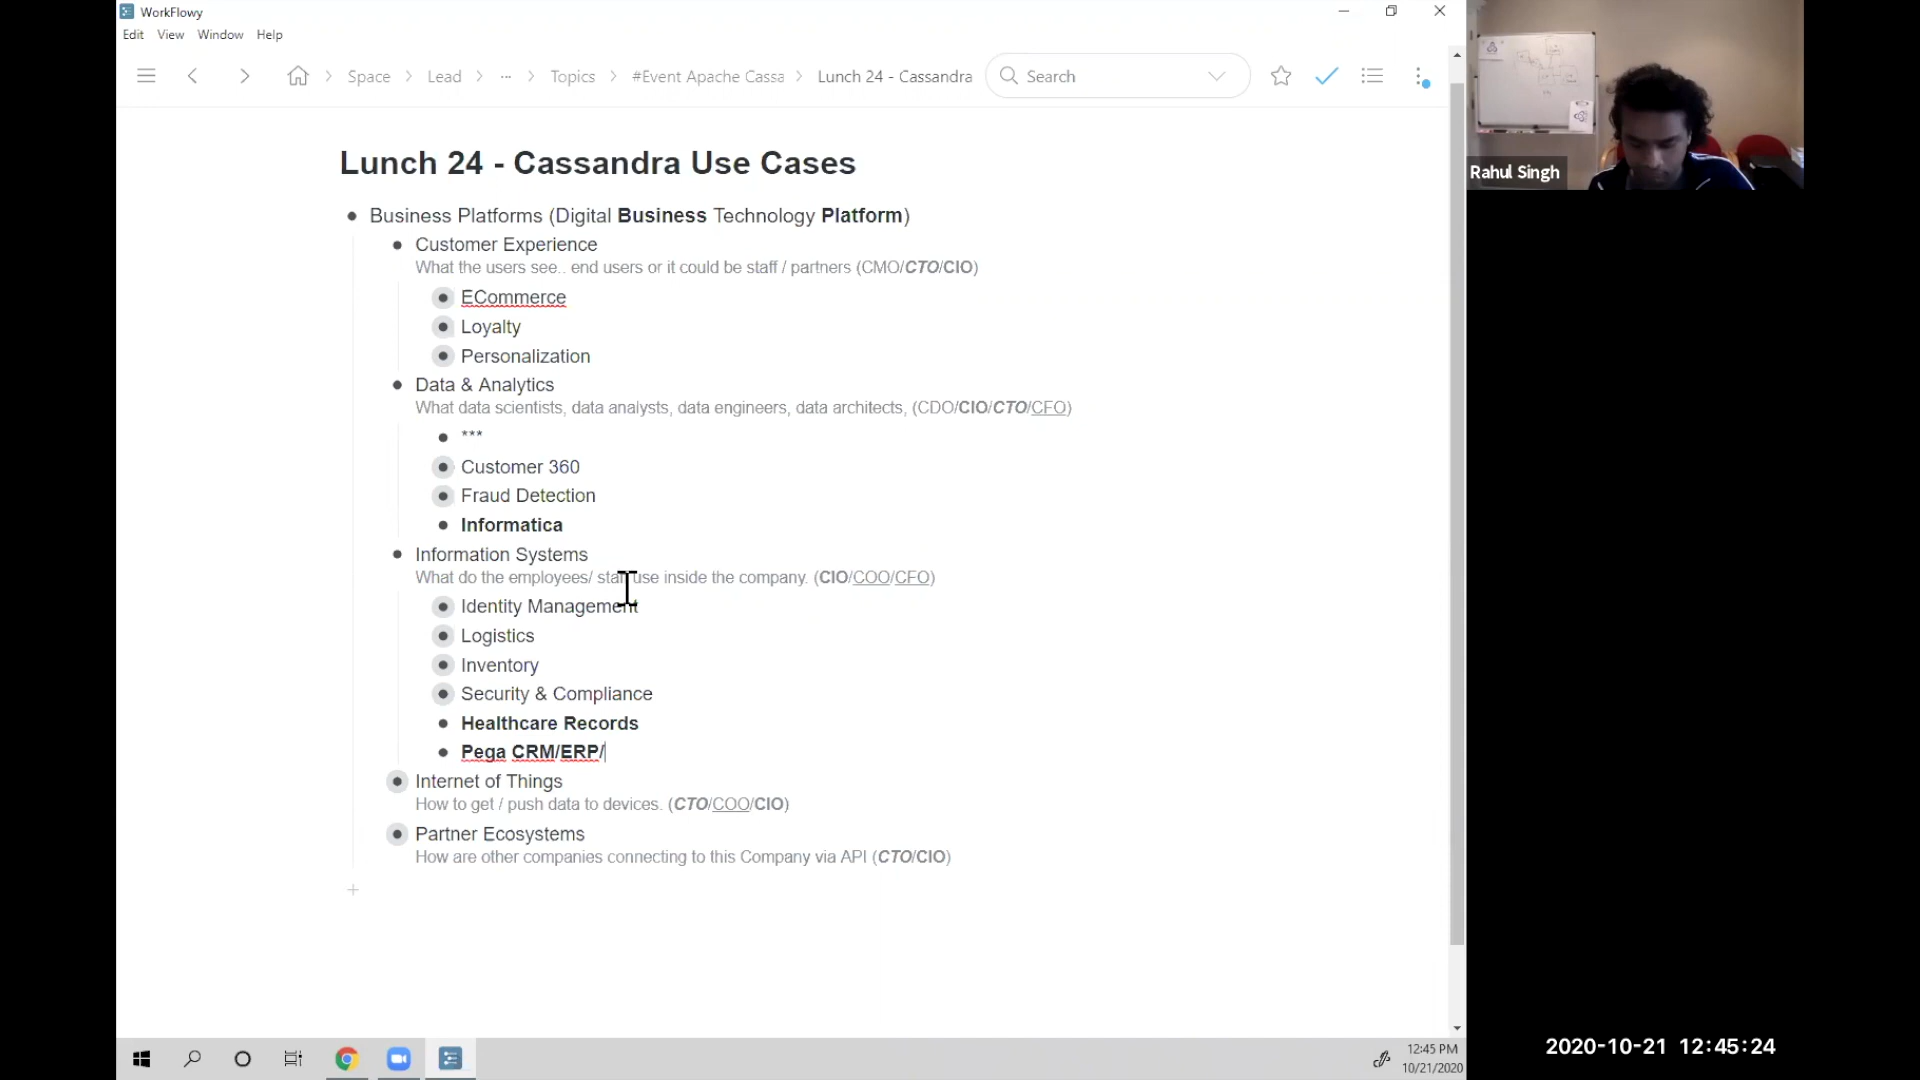 WorkFlowy
Edit View Window Help
Space Lead ... Topics #Event Apache Cassa Lunch 24 - Cassandra Search
Lunch 24 - Cassandra Use Cases
Business Platforms (Digital Business Technology Platform)
Customer Experience
What the users see.. end users or it could be staff / partners (CMO/CTO/CIO)
ECommerce
Loyalty
Personalization
Data & Analytics
What data scientists, data analysts, data engineers, data architects, (CDO/CIO/CTO/CFO)
***
Customer 360
Fraud Detection
Informatica
Information Systems
What do the employees/ staff use inside the company. (CIO/COO/CFO)
Identity Management
Logistics
Inventory
Security & Compliance
Healthcare Records
Pega CRM/ERP/
Internet of Things
How to get / push data to devices. (CTO/COO/CIO)
Partner Ecosystems
How are other companies connecting to this Company via API (CTO/CIO)
Rahul Singh
12:45 PM
10/21/2020
2020-10-21 12:45:24